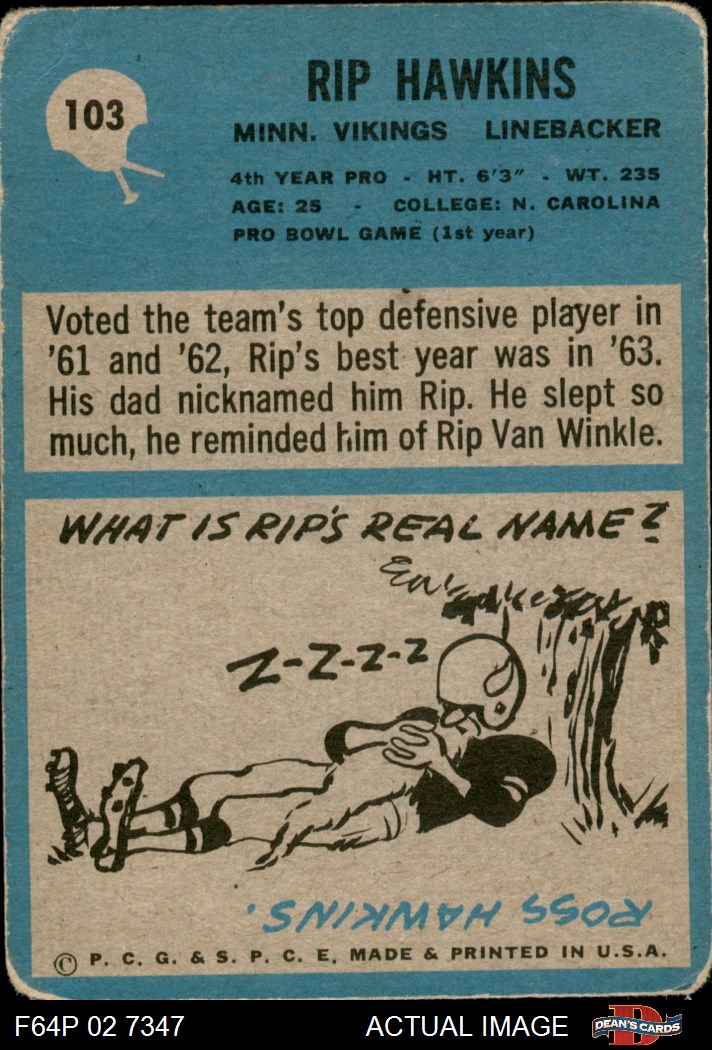 103
RIP HAWKINS
MINN. VIKINGS LINEBACKER
4th YEAR PRO - HT. 6'3" - WT. 235
AGE: 25 - COLLEGE: N. CAROLINA
PRO BOWL GAME (1st year)
Voted the team's top defensive player in
'61 and '62, Rip's best year was in '63.
His dad nicknamed him Rip. He slept so
much, he reminded him of Rip Van Winkle.
WHAT IS RIP'S REAL NAME?
Z-Z-Z-Z
ROSS HAWKINS.
© P. C. G. & S. P. C. E. MADE & PRINTED IN U.S.A.
F64P 02 7347 ACTUAL IMAGE
D
DEAN'S CARDS